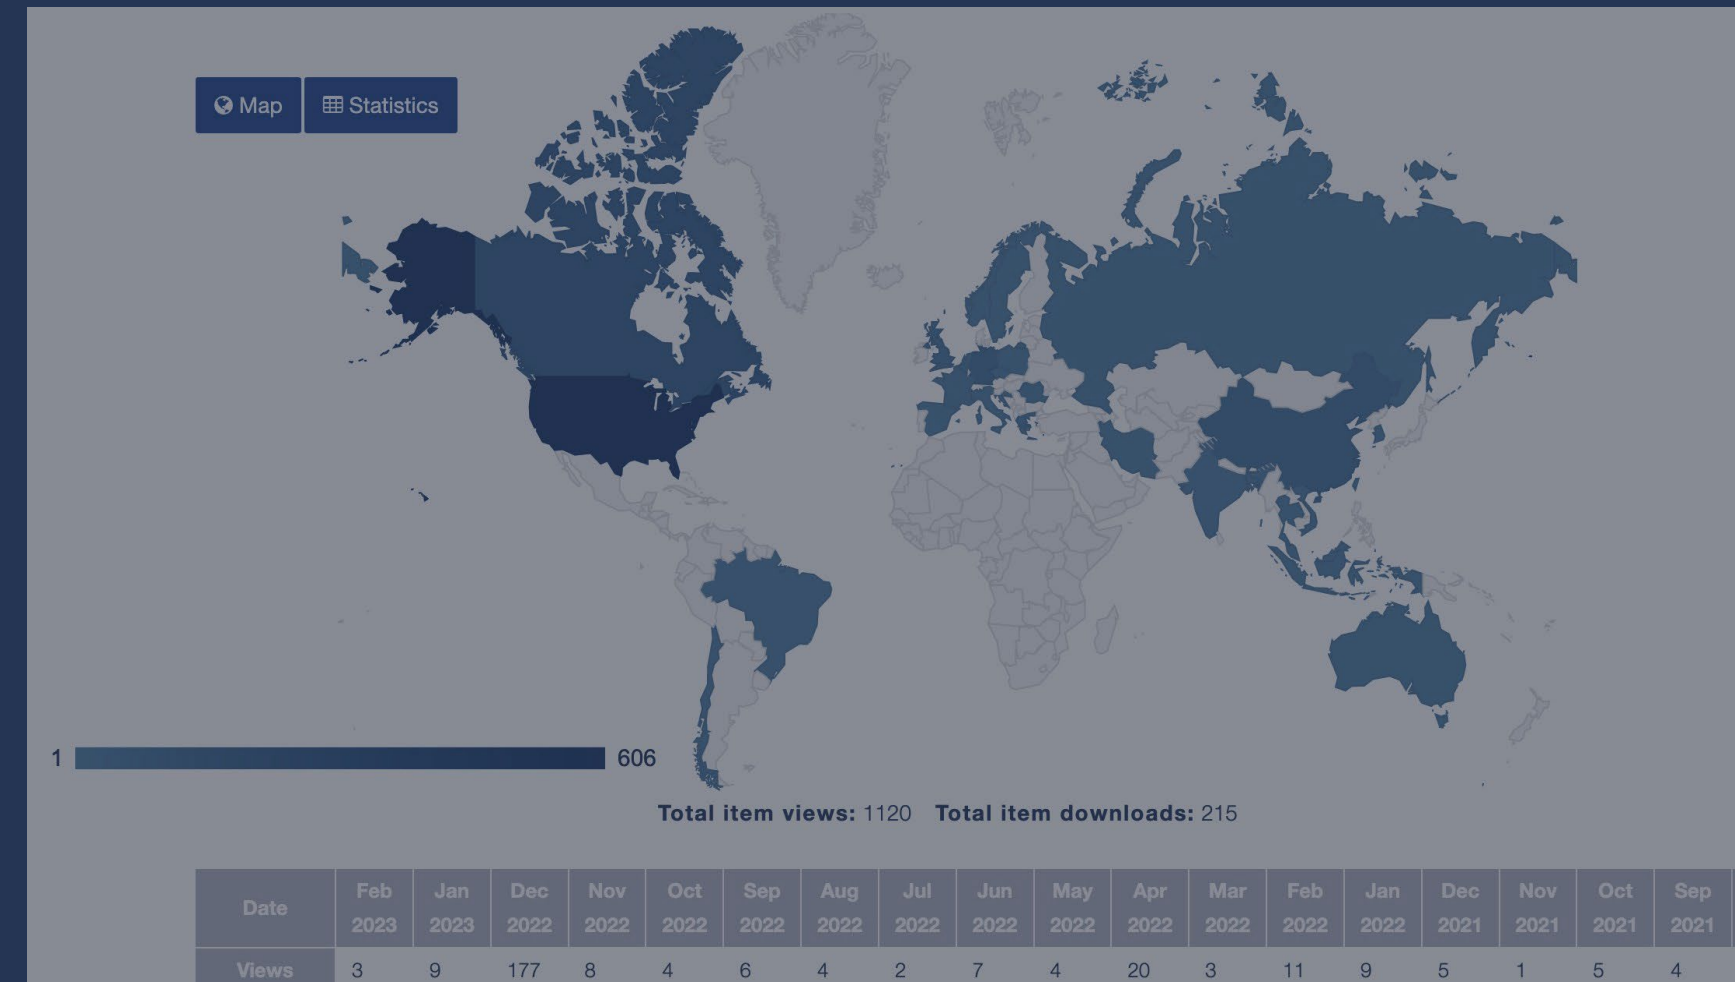 Map Statistics
1 606
Total item views: 1120 Total item downloads: 215
Date Feb 2023 Jan 2023 Dec 2022 Nov 2022 Oct 2022 Sep 2022 Aug 2022 Jul 2022 Jun 2022 May 2022 Apr 2022 Mar 2022 Feb 2022 Jan 2022 Dec 2021 Nov 2021 Oct 2021 Sep 2021
Views 3 9 177 8 4 6 4 2 7 4 20 3 11 9 5 1 5 4